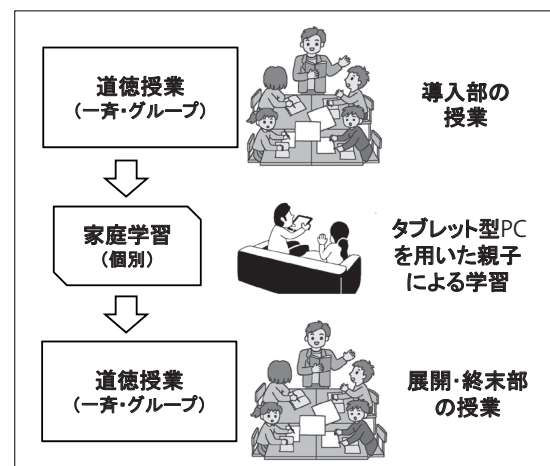 道徳授業
(一斉・グループ)
導入部の
授業
家庭学習
(個別)
タブレット型PC
を用いた親子
による学習
道徳授業
(一斉・グループ)
展開・終末部
の授業